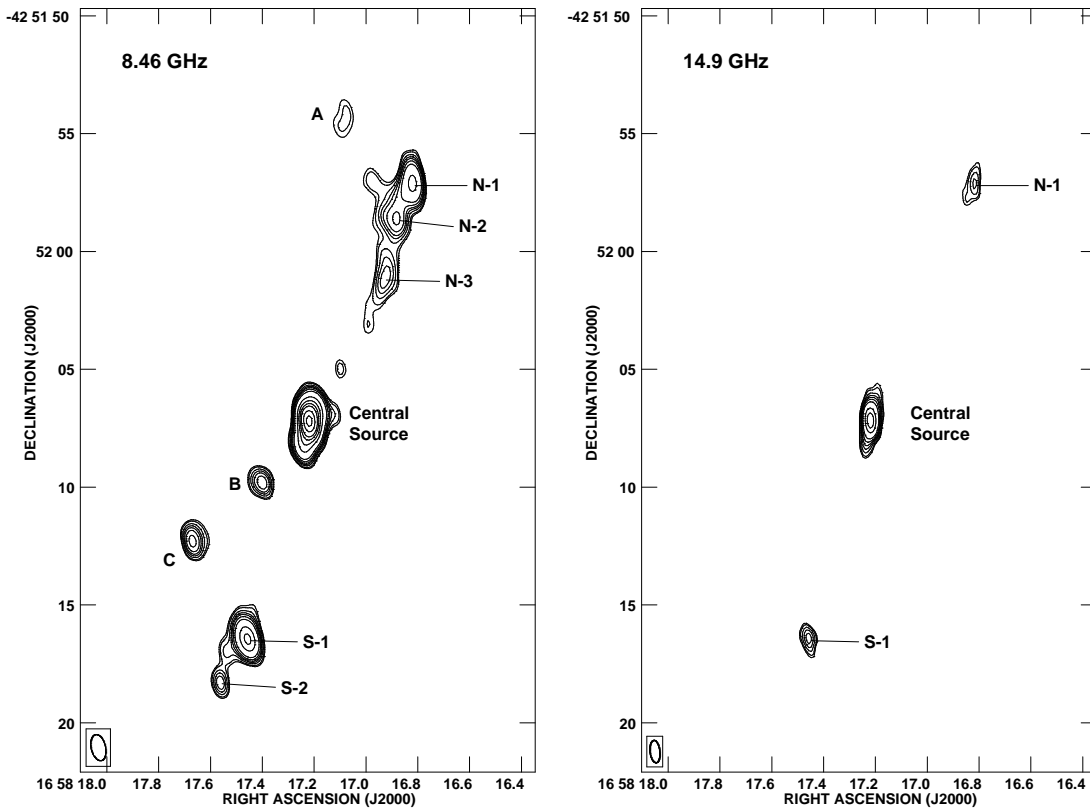 8.46 GHz
DECLINATION (J2000)
-42 51 50
55
52 00
05
10
15
20
A
N-1
N-2
N-3
Central
Source
B
C
S-1
S-2
16 58 18.0
17.8
17.6
17.4
17.2
17.0
16.8
16.6
16.4
RIGHT ASCENSION (J2000)
14.9 GHz
DECLINATION (J2000)
-42 51 50
55
52 00
05
10
15
20
N-1
Central
Source
S-1
16 58 18.0
17.8
17.6
17.4
17.2
17.0
16.8
16.6
16.4
RIGHT ASCENSION (J2000)